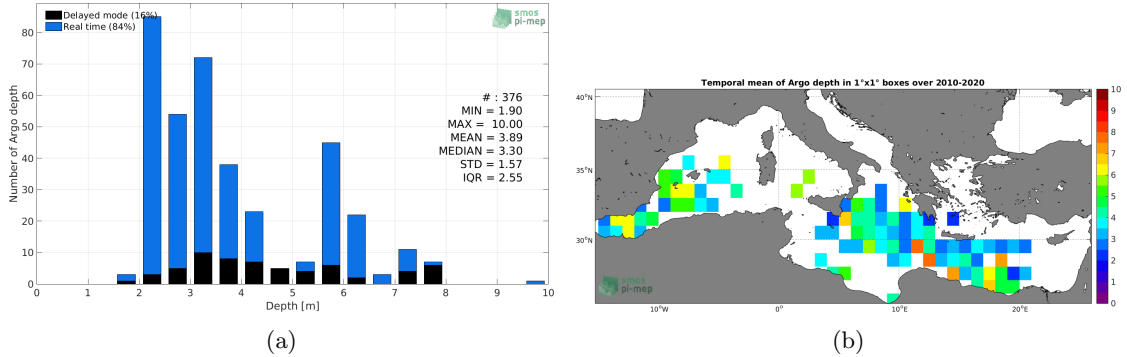 Delayed mode (16%)
Real time (84%)
smos
pi-mep
# : 376
MIN = 1.90
MAX = 10.00
MEAN = 3.89
MEDIAN = 3.30
STD = 1.57
IQR = 2.55
Number of Argo depth
0
10
20
30
40
50
60
70
80
0 1 2 3 4 5 6 7 8 9 10
Depth [m]
(a)
Temporal mean of Argo depth in 1°x1° boxes over 2010-2020
40°N
35°N
30°N
10°W
0°
10°E
20°E
smos
pi-mep
10
9
8
7
6
5
4
3
2
1
0
(b)